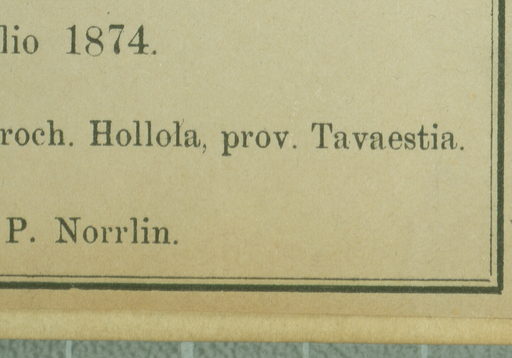 lio 1874.
roch. Hollola, prov. Tavaestia.
P. Norrlin.